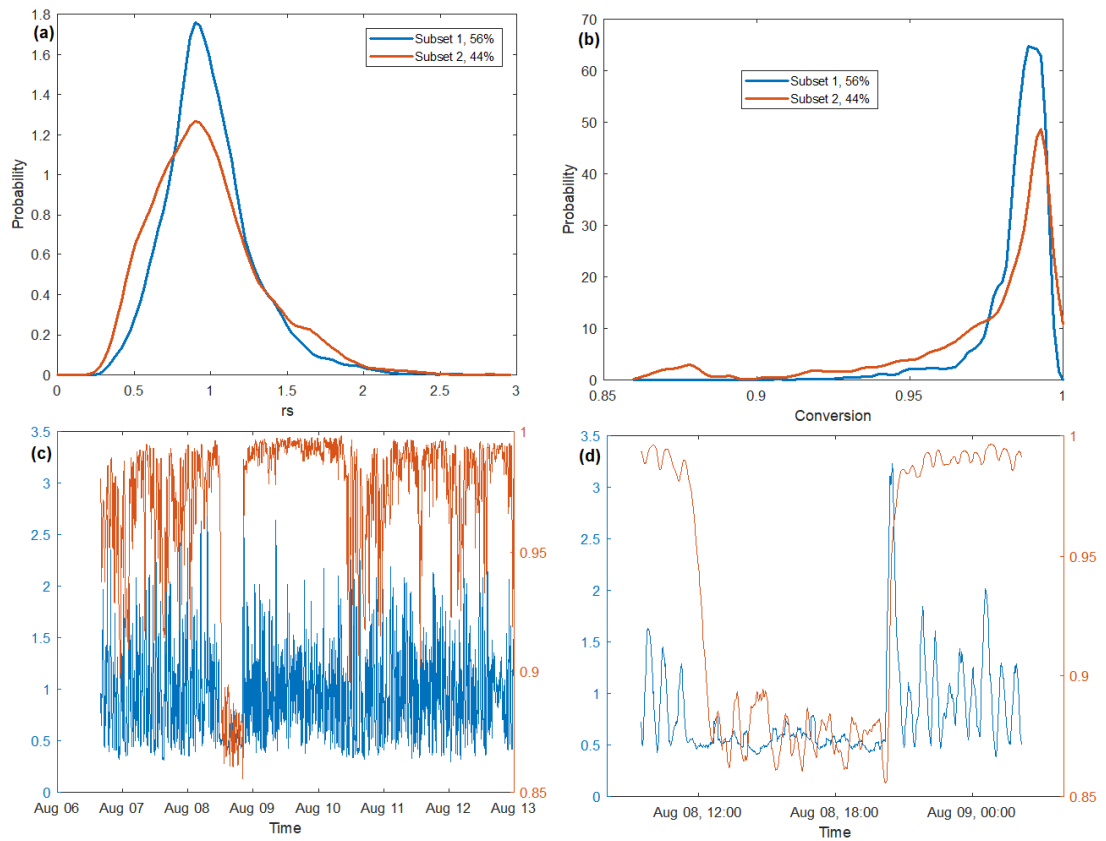 (a)
1.8
1.6
1.4
1.2
1
0.8
0.6
0.4
0.2
0
Probability
Subset 1, 56%
Subset 2, 44%
0 0.5 1 1.5 2 2.5 3
rs
(b)
70
60
50
40
30
20
10
0
Probability
Subset 1, 56%
Subset 2, 44%
0.85 0.9 0.95 1
Conversion
(c)
3.5
3
2.5
2
1.5
1
0.5
0
1
0.95
0.9
0.85
Aug 06 Aug 07 Aug 08 Aug 09 Aug 10 Aug 11 Aug 12 Aug 13
Time
(d)
3.5
3
2.5
2
1.5
1
0.5
0
1
0.95
0.9
0.85
Aug 08, 12:00 Aug 08, 18:00 Aug 09, 00:00
Time